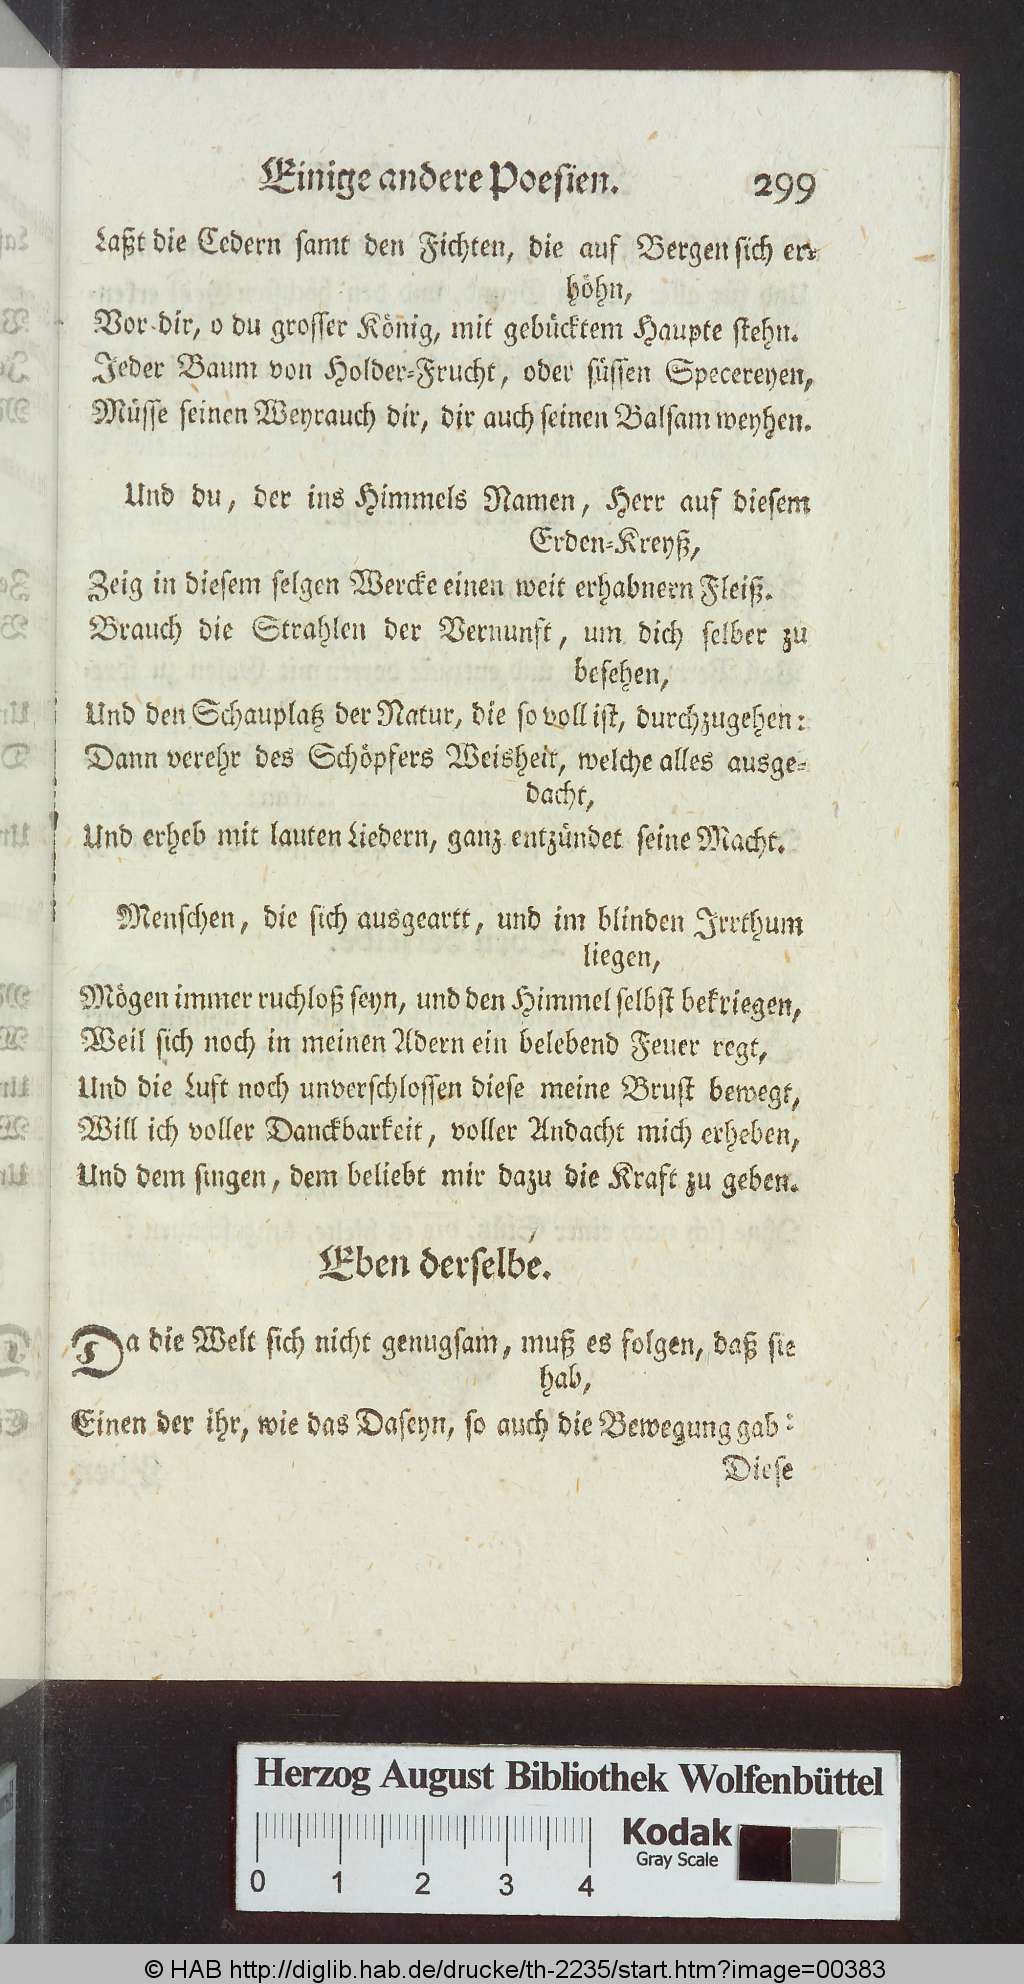 Einige andere Poesien. 299
Laßt die Cedern samt den Fichten, die auf Bergen sich er-
höhn,
Vor dir, o du grosser König, mit gebücktem Haupte stehn.
Jeder Baum von Holder-Frucht, oder süssen Specereyen,
Müsse seinen Weyrauch dir, dir auch seinen Balsam weyhen.
Und du, der ins Himmels Namen, Herr auf diesem
Erden-Kreyß,
Zeig in diesem selgen Wercke einen weit erhabnern Fleiß.
Brauch die Strahlen der Vernunft, um dich selber zu
besehen,
Und den Schauplatz der Natur, die so voll ist, durchzugehen:
Dann verehr des Schöpfers Weisheit, welche alles ausge-
dacht,
Und erheb mit lauten Liedern, ganz entzündet seine Macht.
Menschen, die sich ausgeartt, und im blinden Irrthum
liegen,
Mögen immer ruchloß seyn, und den Himmel selbst bekriegen,
Weil sich noch in meinen Adern ein belebend Feuer regt,
Und die Luft noch unverschlossen diese meine Brust bewegt,
Will ich voller Danckbarkeit, voller Andacht mich erheben,
Und dem singen, dem beliebt mir dazu die Kraft zu geben.
Eben derselbe.
Da die Welt sich nicht genugsam, muß es folgen, daß sie
hab,
Einen der ihr, wie das Daseyn, so auch die Bewegung gab:
Diese
Herzog August Bibliothek Wolfenbüttel
0 1 2 3 4
Kodak
Gray Scale
© HAB http://diglib.hab.de/drucke/th-2235/start.htm?image=00383